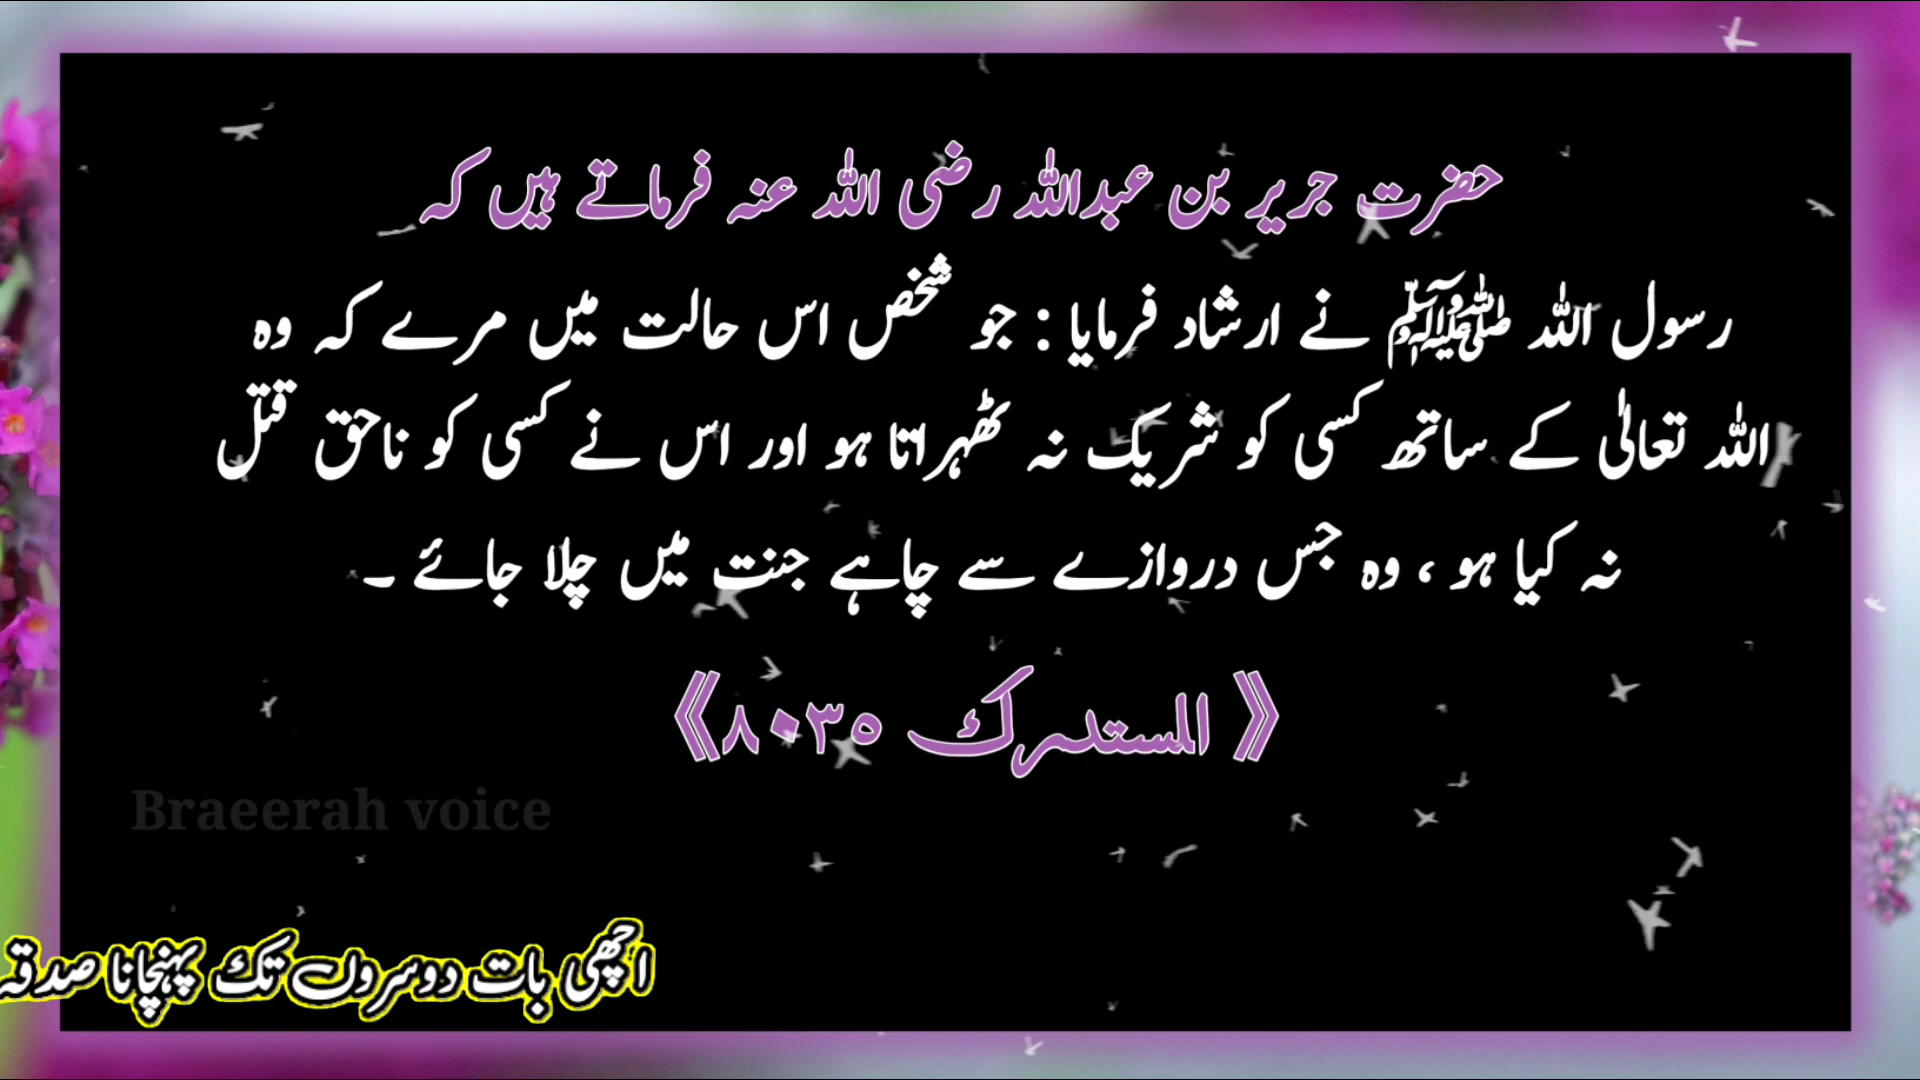 حضرت جریر بن عبداللہ رضی اللہ عنہ فرماتے ہیں کہ
رسول اللہ ﷺ نے ارشاد فرمایا : جو شخص اس حالت میں مرے کہ وہ
اللہ تعالٰی کے ساتھ کسی کو شریک نہ ٹھہراتا ہو اور اس نے کسی کو ناحق قتل
نہ کیا ہو ، وہ جس دروازے سے چاہے جنت میں چلا جائے ۔
《 المستدرک ٨٠٣٥》
Braeerah voice
اچھی بات دوسروں تک پہنچانا صدقہ